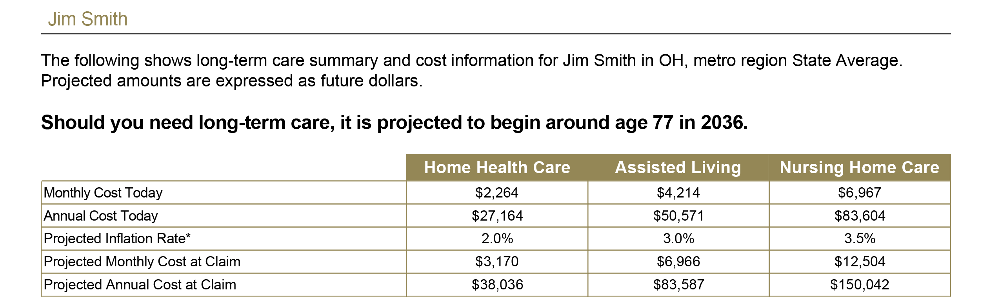 Jim Smith
The following shows long-term care summary and cost information for Jim Smith in OH, metro region State Average.
Projected amounts are expressed as future dollars.
Should you need long-term care, it is projected to begin around age 77 in 2036.
Home Health Care Assisted Living Nursing Home Care
Monthly Cost Today $2,264 $4,214 $6,967
Annual Cost Today $27,164 $50,571 $83,604
Projected Inflation Rate* 2.0% 3.0% 3.5%
Projected Monthly Cost at Claim $3,170 $6,966 $12,504
Projected Annual Cost at Claim $38,036 $83,587 $150,042